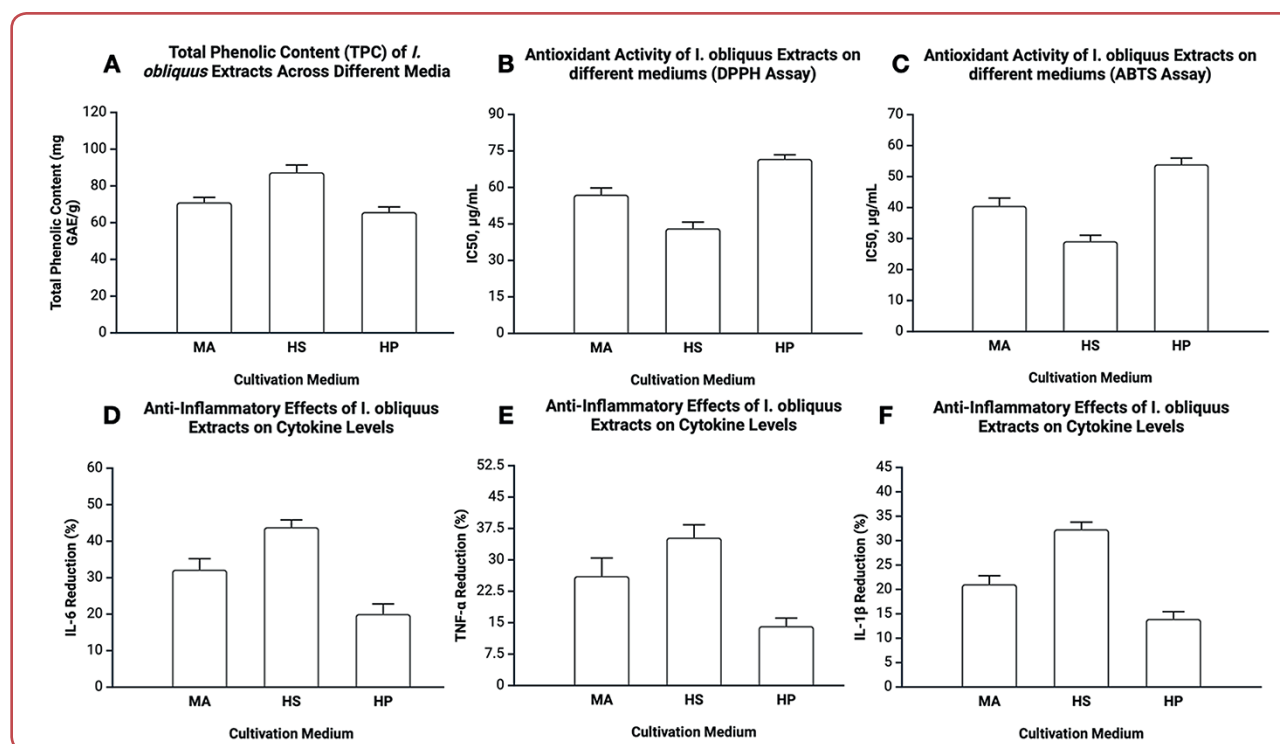 A
Total Phenolic Content (TPC) of I.
obliquus Extracts Across Different Media
Total Phenolic Content (mg
GAE/g)
120
100
80
60
40
20
0
MA HS HP
Cultivation Medium
B
Antioxidant Activity of I. obliquus Extracts on
different mediums (DPPH Assay)
IC50, µg/mL
90
75
60
45
30
15
0
MA HS HP
Cultivation Medium
C
Antioxidant Activity of I. obliquus Extracts on
different mediums (ABTS Assay)
IC50, µg/mL
70
60
50
40
30
20
10
0
MA HS HP
Cultivation Medium
D
Anti-Inflammatory Effects of I. obliquus
Extracts on Cytokine Levels
IL-6 Reduction (%)
60
50
40
30
20
10
0
MA HS HP
Cultivation Medium
E
Anti-Inflammatory Effects of I. obliquus
Extracts on Cytokine Levels
TNF-α Reduction (%)
52.5
45
37.5
30
22.5
15
7.5
0
MA HS HP
Cultivation Medium
F
Anti-Inflammatory Effects of I. obliquus
Extracts on Cytokine Levels
IL-1β Reduction (%)
45
40
35
30
25
20
15
10
5
0
MA HS HP
Cultivation Medium